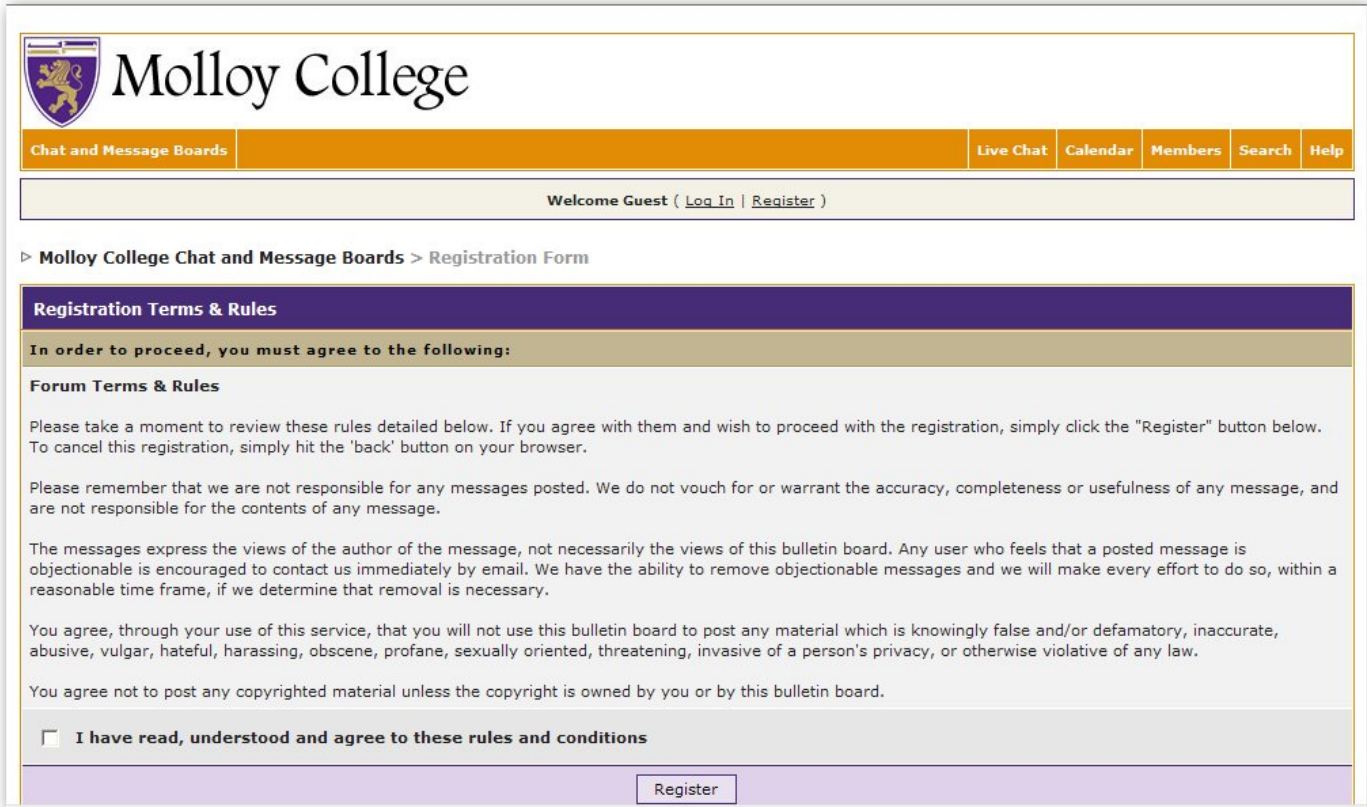 Molloy College
Chat and Message Boards Live Chat Calendar Members Search Help
Welcome Guest ( Log In | Register )
Molloy College Chat and Message Boards > Registration Form
Registration Terms & Rules
In order to proceed, you must agree to the following:
Forum Terms & Rules
Please take a moment to review these rules detailed below. If you agree with them and wish to proceed with the registration, simply click the "Register" button below.
To cancel this registration, simply hit the 'back' button on your browser.
Please remember that we are not responsible for any messages posted. We do not vouch for or warrant the accuracy, completeness or usefulness of any message, and
are not responsible for the contents of any message.
The messages express the views of the author of the message, not necessarily the views of this bulletin board. Any user who feels that a posted message is
objectionable is encouraged to contact us immediately by email. We have the ability to remove objectionable messages and we will make every effort to do so, within a
reasonable time frame, if we determine that removal is necessary.
You agree, through your use of this service, that you will not use this bulletin board to post any material which is knowingly false and/or defamatory, inaccurate,
abusive, vulgar, hateful, harassing, obscene, profane, sexually oriented, threatening, invasive of a person's privacy, or otherwise violative of any law.
You agree not to post any copyrighted material unless the copyright is owned by you or by this bulletin board.
I have read, understood and agree to these rules and conditions
Register